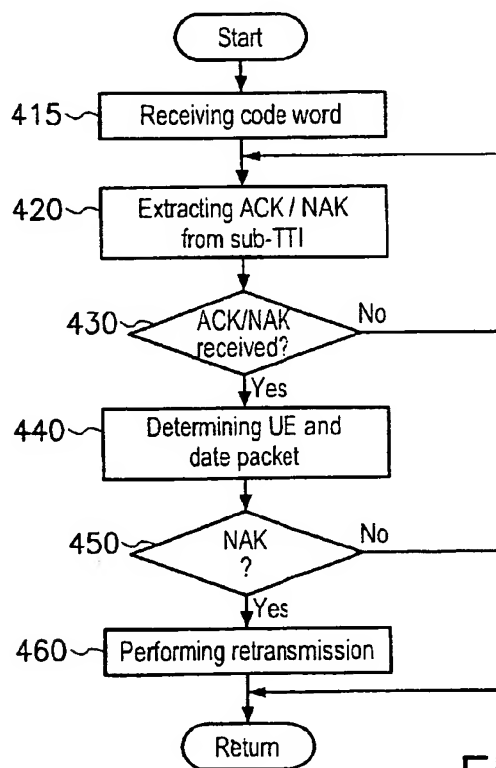 Start
415
Receiving code word
420
Extracting ACK / NAK
from sub-TTI
430
ACK/NAK
received?
No
Yes
440
Determining UE and
date packet
450
NAK
?
No
Yes
460
Performing retransmission
Return